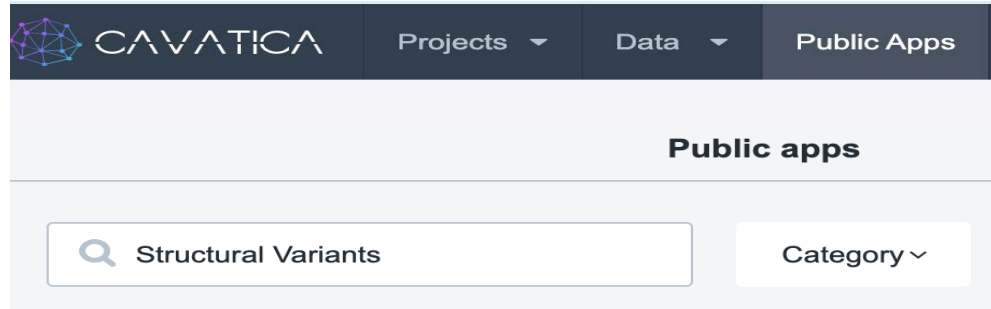 CAVATICA Projects Data Public Apps
Public apps
Structural Variants Category